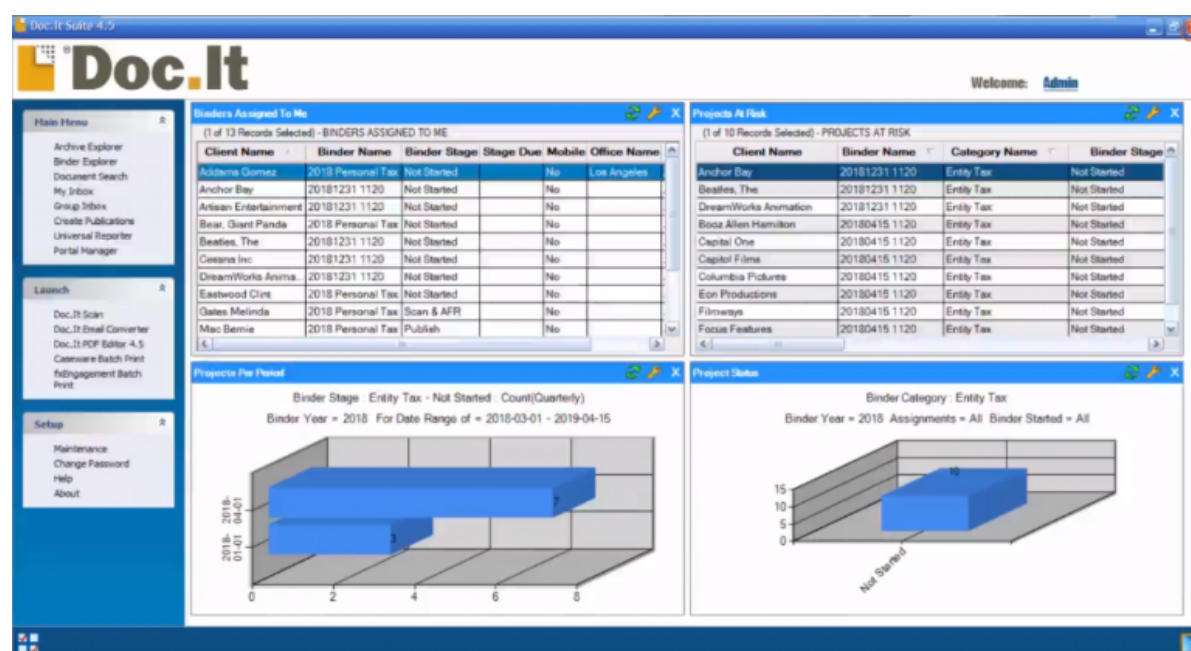 Doc.It Suite 4.5
Doc.It
Welcome: Admin
Main Menu
Archive Explorer
Binder Explorer
Document Search
My Inbox
Group Inbox
Create Publications
Universal Reporter
Portal Manager
Launch
Doc.It Scan
Doc.It Email Converter
Doc.It PDF Editor 4.5
Caseware Batch Print
fxEngagement Batch
Print
Setup
Maintenance
Change Password
Help
About
Binders Assigned To Me
(1 of 13 Records Selected) - BINDERS ASSIGNED TO ME
Client Name Binder Name Binder Stage Stage Due Mobile Office Name
Addams Gomez 2018 Personal Tax Not Started No Los Angeles
Anchor Bay 20181231 1120 Not Started No
Artisan Entertainment 20181231 1120 Not Started No
Bear, Giant Panda 2018 Personal Tax Not Started No
Beatles, The 20181231 1120 Not Started No
Cessna Inc 20181231 1120 Not Started No
DreamWorks Anima... 20181231 1120 Not Started No
Eastwood Clint 2018 Personal Tax Not Started No
Gates Melinda 2018 Personal Tax Scan & AFR No
Mac Bernie 2018 Personal Tax Publish No
Projects At Risk
(1 of 10 Records Selected) - PROJECTS AT RISK
Client Name Binder Name Category Name Binder Stage
Anchor Bay 20181231 1120 Entity Tax Not Started
Beatles, The 20181231 1120 Entity Tax Not Started
DreamWorks Animation 20181231 1120 Entity Tax Not Started
Booz Allen Hamilton 20180415 1120 Entity Tax Not Started
Capital One 20180415 1120 Entity Tax Not Started
Capitol Films 20180415 1120 Entity Tax Not Started
Columbia Pictures 20180415 1120 Entity Tax Not Started
Eon Productions 20180415 1120 Entity Tax Not Started
Filmways 20180415 1120 Entity Tax Not Started
Focus Features 20180415 1120 Entity Tax Not Started
Projects Per Period
Binder Stage : Entity Tax - Not Started : Count(Quarterly)
Binder Year = 2018 For Date Range of = 2018-03-01 - 2019-04-15
2018-
04-01
7
2018-
01-01
3
0 2 4 6 8
Project Status
Binder Category : Entity Tax
Binder Year = 2018 Assignments = All Binder Started = All
10
15
10
5
0
Not Started